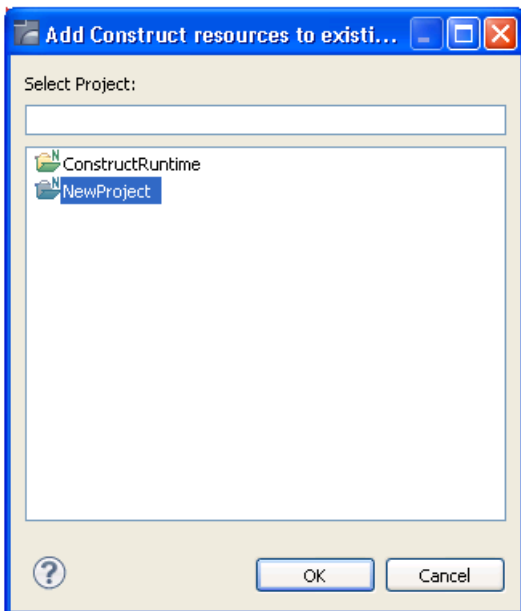 Add Construct resources to existi...
Select Project:
N ConstructRuntime
N NewProject
?
OK Cancel